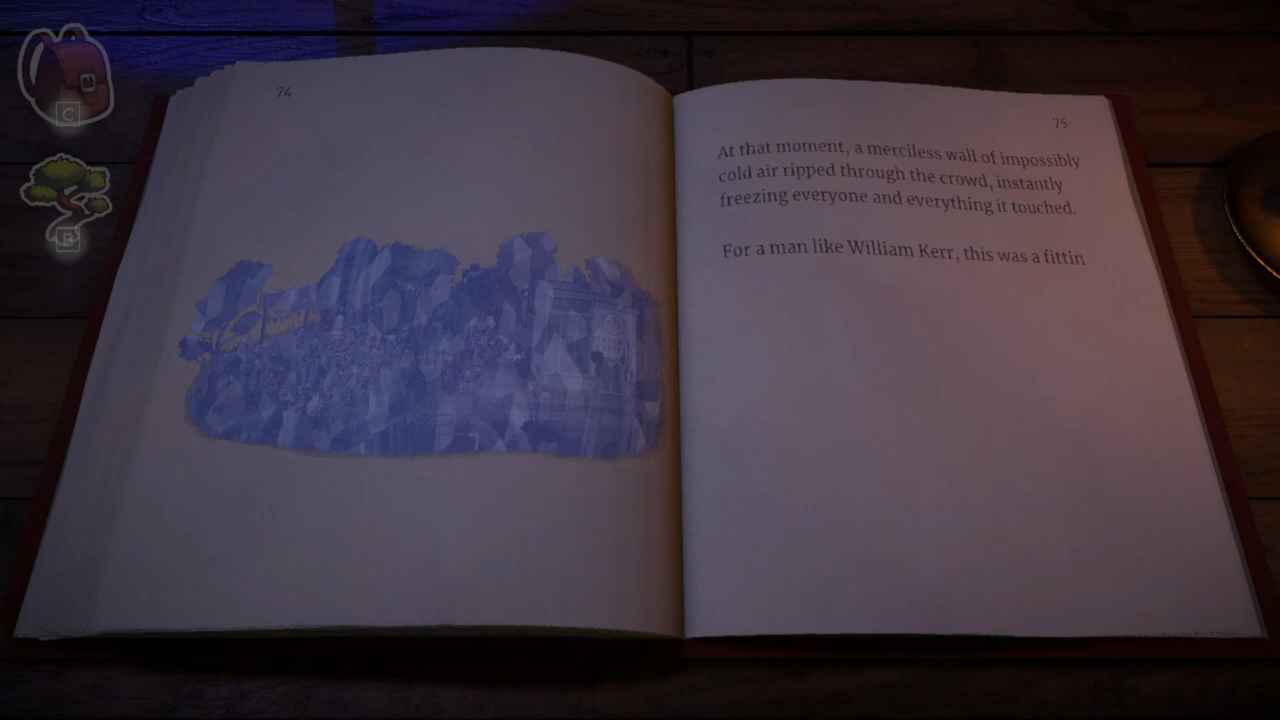 C
B
74
75
At that moment, a merciless wall of impossibly
cold air ripped through the crowd, instantly
freezing everyone and everything it touched.
For a man like William Kerr, this was a fittin